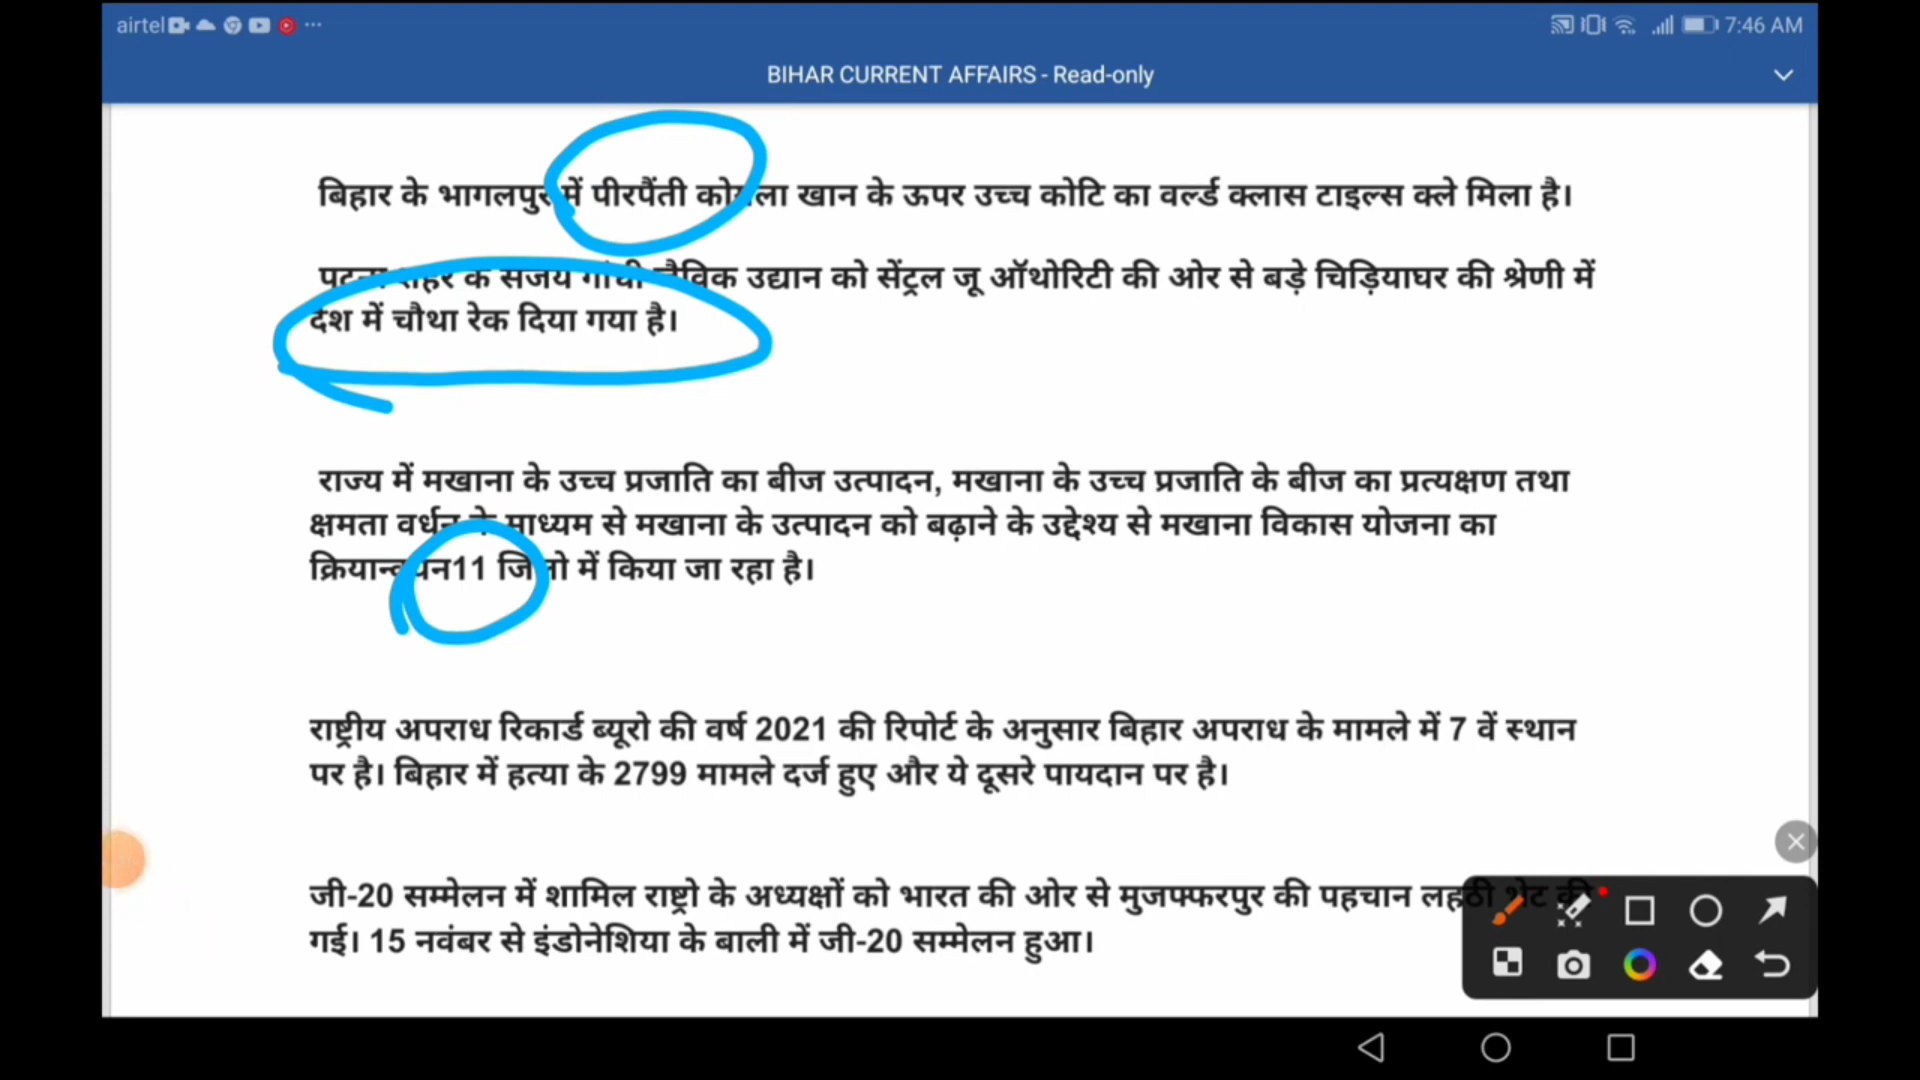 airtel
7:46 AM
BIHAR CURRENT AFFAIRS - Read-only
बिहार के भागलपुर में पीरपैंती कोयला खान के ऊपर उच्च कोटि का वर्ल्ड क्लास टाइल्स क्ले मिला है।
पटना शहर के संजय गांधी जैविक उद्यान को सेंट्रल जू ऑथोरिटी की ओर से बड़े चिड़ियाघर की श्रेणी में
देश में चौथा रेक दिया गया है।
राज्य में मखाना के उच्च प्रजाति का बीज उत्पादन, मखाना के उच्च प्रजाति के बीज का प्रत्यक्षण तथा
क्षमता वर्धन के माध्यम से मखाना के उत्पादन को बढ़ाने के उद्देश्य से मखाना विकास योजना का
क्रियान्वयन11 जिलो में किया जा रहा है।
राष्ट्रीय अपराध रिकार्ड ब्यूरो की वर्ष 2021 की रिपोर्ट के अनुसार बिहार अपराध के मामले में 7 वें स्थान
पर है। बिहार में हत्या के 2799 मामले दर्ज हुए और ये दूसरे पायदान पर है।
जी-20 सम्मेलन में शामिल राष्ट्रो के अध्यक्षों को भारत की ओर से मुजफ्फरपुर की पहचान लहठी भेट की
गई। 15 नवंबर से इंडोनेशिया के बाली में जी-20 सम्मेलन हुआ।